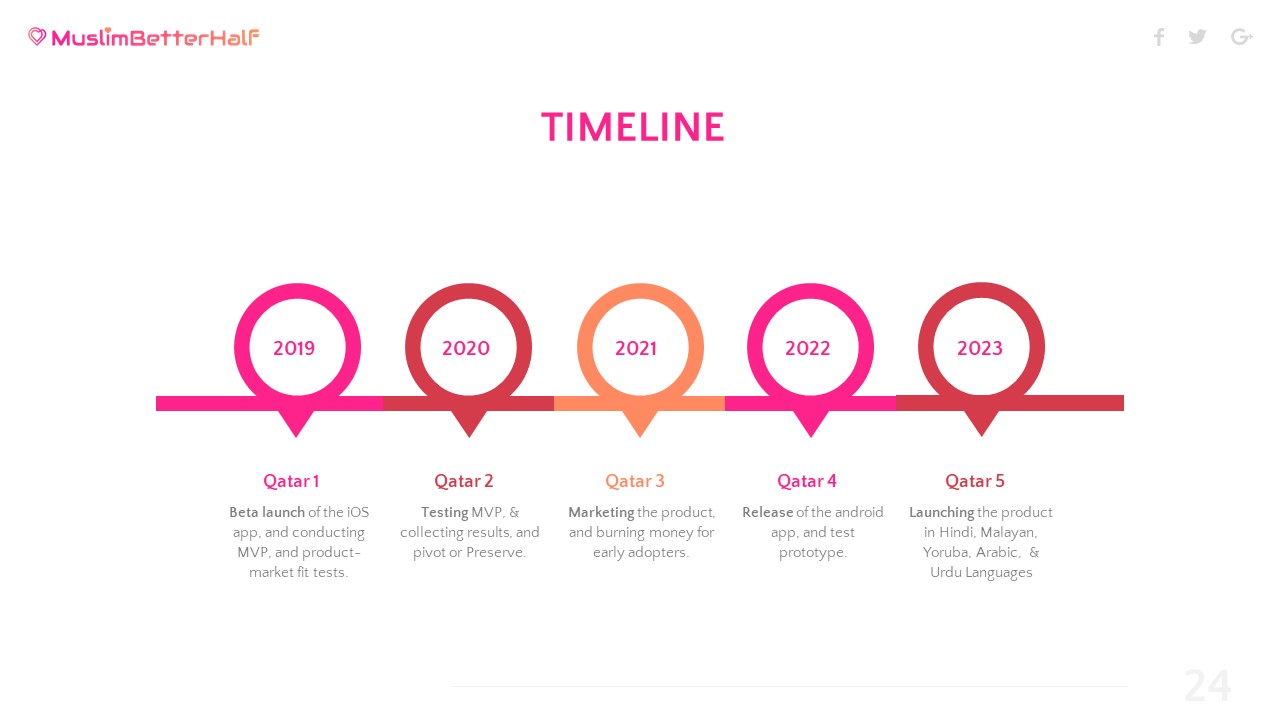 MuslimBetterHalf
TIMELINE
2019
2020
2021
2022
2023
Qatar 1
Beta launch of the iOS
app, and conducting
MVP, and product-
market fit tests.
Qatar 2
Testing MVP, &
collecting results, and
pivot or Preserve.
Qatar 3
Marketing the product,
and burning money for
early adopters.
Qatar 4
Release of the android
app, and test
prototype.
Qatar 5
Launching the product
in Hindi, Malayan,
Yoruba, Arabic, &
Urdu Languages
24